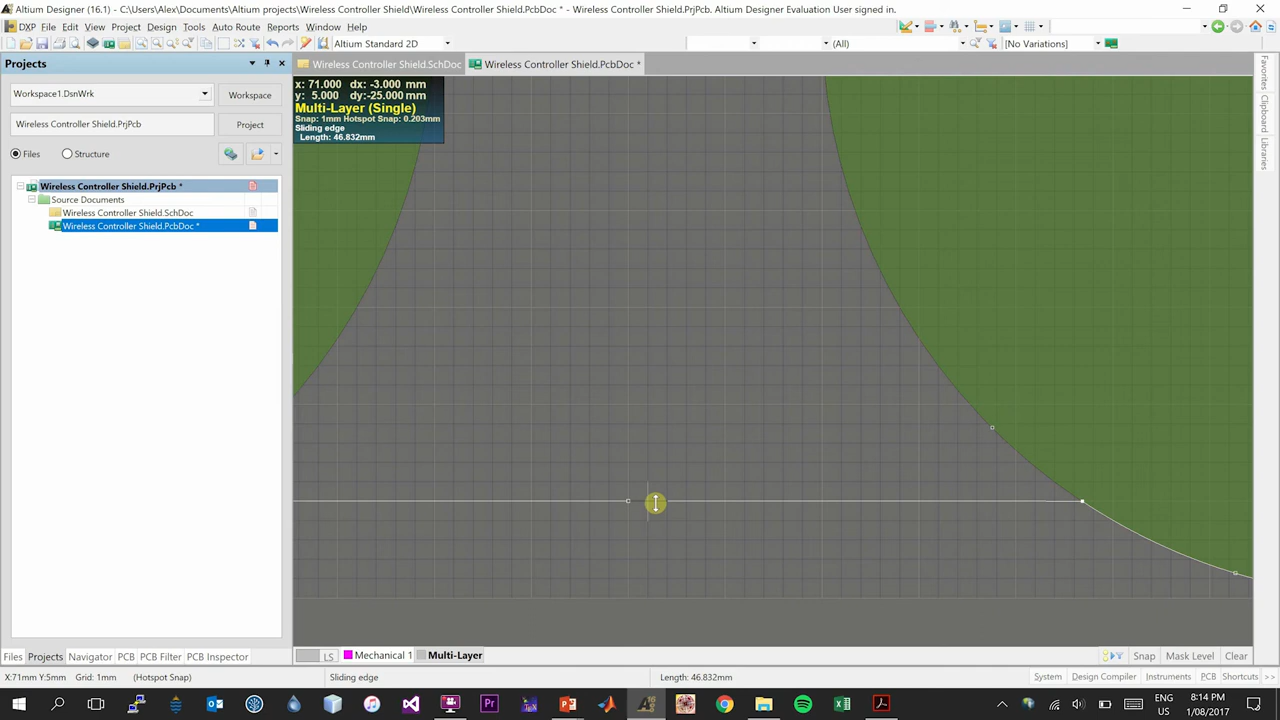 Altium Designer (16.1) - C:\Users\Alex\Documents\Altium projects\Wireless Controller Shield\Wireless Controller Shield.PcbDoc * - Wireless Controller Shield.PrjPcb. Altium Designer Evaluation User signed in.
DXP File Edit View Project Design Tools Auto Route Reports Window Help
Altium Standard 2D (All) [No Variations]
Projects
Wireless Controller Shield.SchDoc Wireless Controller Shield.PcbDoc *
Workspace1.DsnWrk Workspace
Wireless Controller Shield.PrjPcb Project
Files Structure
Wireless Controller Shield.PrjPcb *
Source Documents
Wireless Controller Shield.SchDoc
Wireless Controller Shield.PcbDoc *
x: 71.000 dx: -3.000 mm
y: 5.000 dy:-25.000 mm
Multi-Layer (Single)
Snap: 1mm Hotspot Snap: 0.203mm
Sliding edge
Length: 46.832mm
Favorites
Clipboard
Libraries
Files Projects Navigator PCB PCB Filter PCB Inspector
LS Mechanical 1 Multi-Layer Snap Mask Level Clear
X:71mm Y:5mm Grid: 1mm (Hotspot Snap) Sliding edge Length: 46.832mm System Design Compiler Instruments PCB Shortcuts >>
ENG
US
8:14 PM
1/08/2017